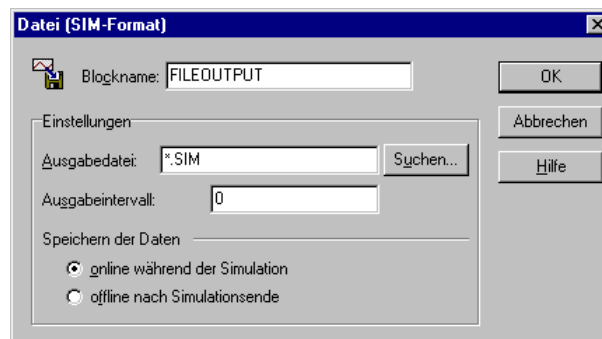 Datei (SIM-Format)
Blockname: FILEOUTPUT
OK
Einstellungen
Abbrechen
Ausgabedatei: *.SIM Suchen...
Hilfe
Ausgabeintervall: 0
Speichern der Daten
online während der Simulation
offline nach Simulationsende